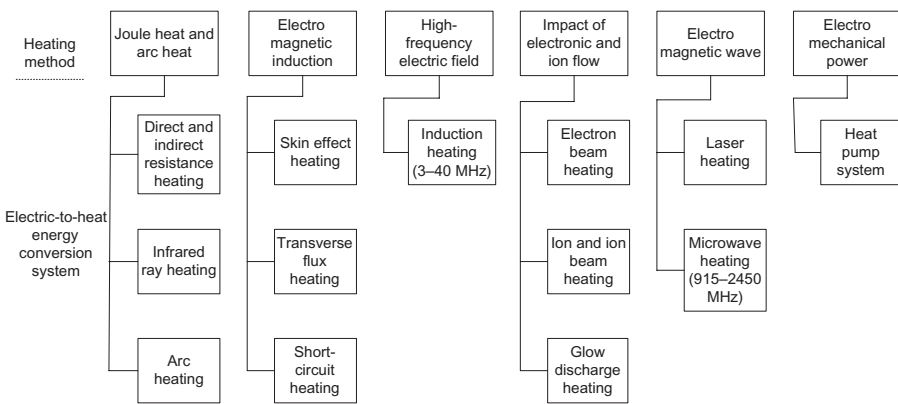 Heating
method
Joule heat and
arc heat
Electro
magnetic
induction
High-
frequency
electric field
Impact of
electronic and
ion flow
Electro
magnetic wave
Electro
mechanical
power
Electric-to-heat
energy
conversion
system
Direct and
indirect
resistance
heating
Infrared
ray heating
Arc
heating
Skin effect
heating
Transverse
flux
heating
Short-
circuit
heating
Induction
heating
(3–40 MHz)
Electron
beam
heating
Ion and ion
beam
heating
Glow
discharge
heating
Laser
heating
Microwave
heating
(915–2450
MHz)
Heat
pump
system